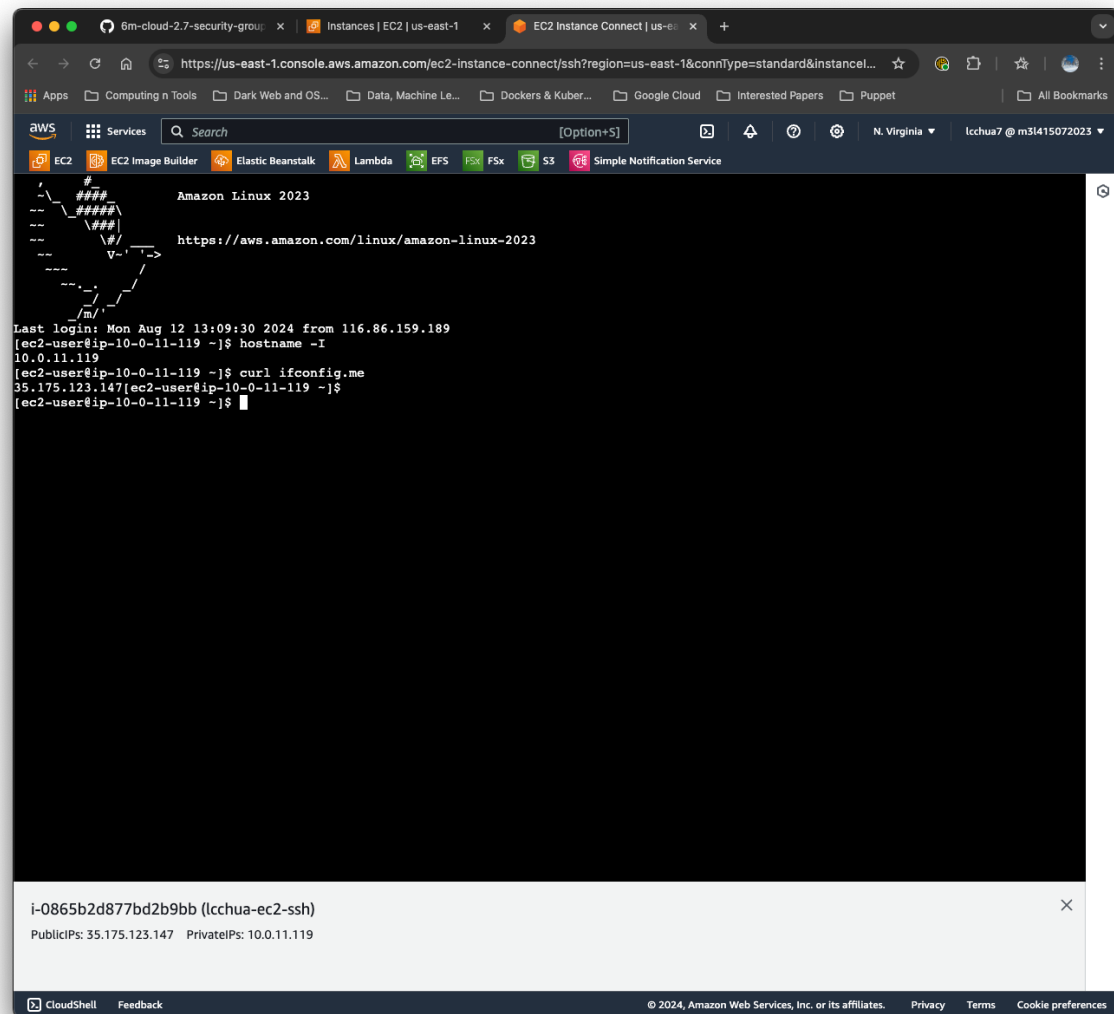 6m-cloud-2.7-security-group
Instances | EC2 | us-east-1
EC2 Instance Connect | us-ea
https://us-east-1.console.aws.amazon.com/ec2-instance-connect/ssh?region=us-east-1&connType=standard&instanceI...
Apps Computing n Tools Dark Web and OS... Data, Machine Le... Dockers & Kuber... Google Cloud Interested Papers Puppet All Bookmarks
aws Services Search [Option+S] N. Virginia lcchua7 @ m3l415072023
EC2 EC2 Image Builder Elastic Beanstalk Lambda EFS FSx FSx S3 Simple Notification Service
   ,     #_
   ~\_  ####_        Amazon Linux 2023
  ~~  \_#####\
  ~~     \###|
  ~~       \#/ ___   https://aws.amazon.com/linux/amazon-linux-2023
   ~~       V~' '->
    ~~~         /
      ~~._.   _/
         _/ _/
       _/m/'
Last login: Mon Aug 12 13:09:30 2024 from 116.86.159.189
[ec2-user@ip-10-0-11-119 ~]$ hostname -I
10.0.11.119
[ec2-user@ip-10-0-11-119 ~]$ curl ifconfig.me
35.175.123.147[ec2-user@ip-10-0-11-119 ~]$
[ec2-user@ip-10-0-11-119 ~]$
i-0865b2d877bd2b9bb (lcchua-ec2-ssh)
PublicIPs: 35.175.123.147 PrivateIPs: 10.0.11.119
CloudShell Feedback © 2024, Amazon Web Services, Inc. or its affiliates. Privacy Terms Cookie preferences